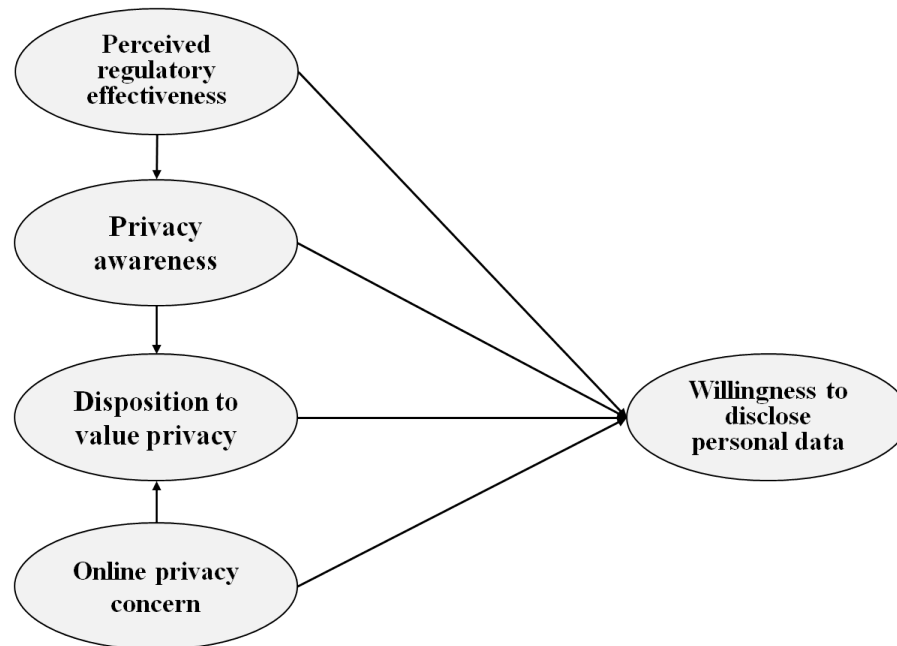 Perceived
regulatory
effectiveness
Privacy
awareness
Disposition to
value privacy
Willingness to
disclose
personal data
Online privacy
concern